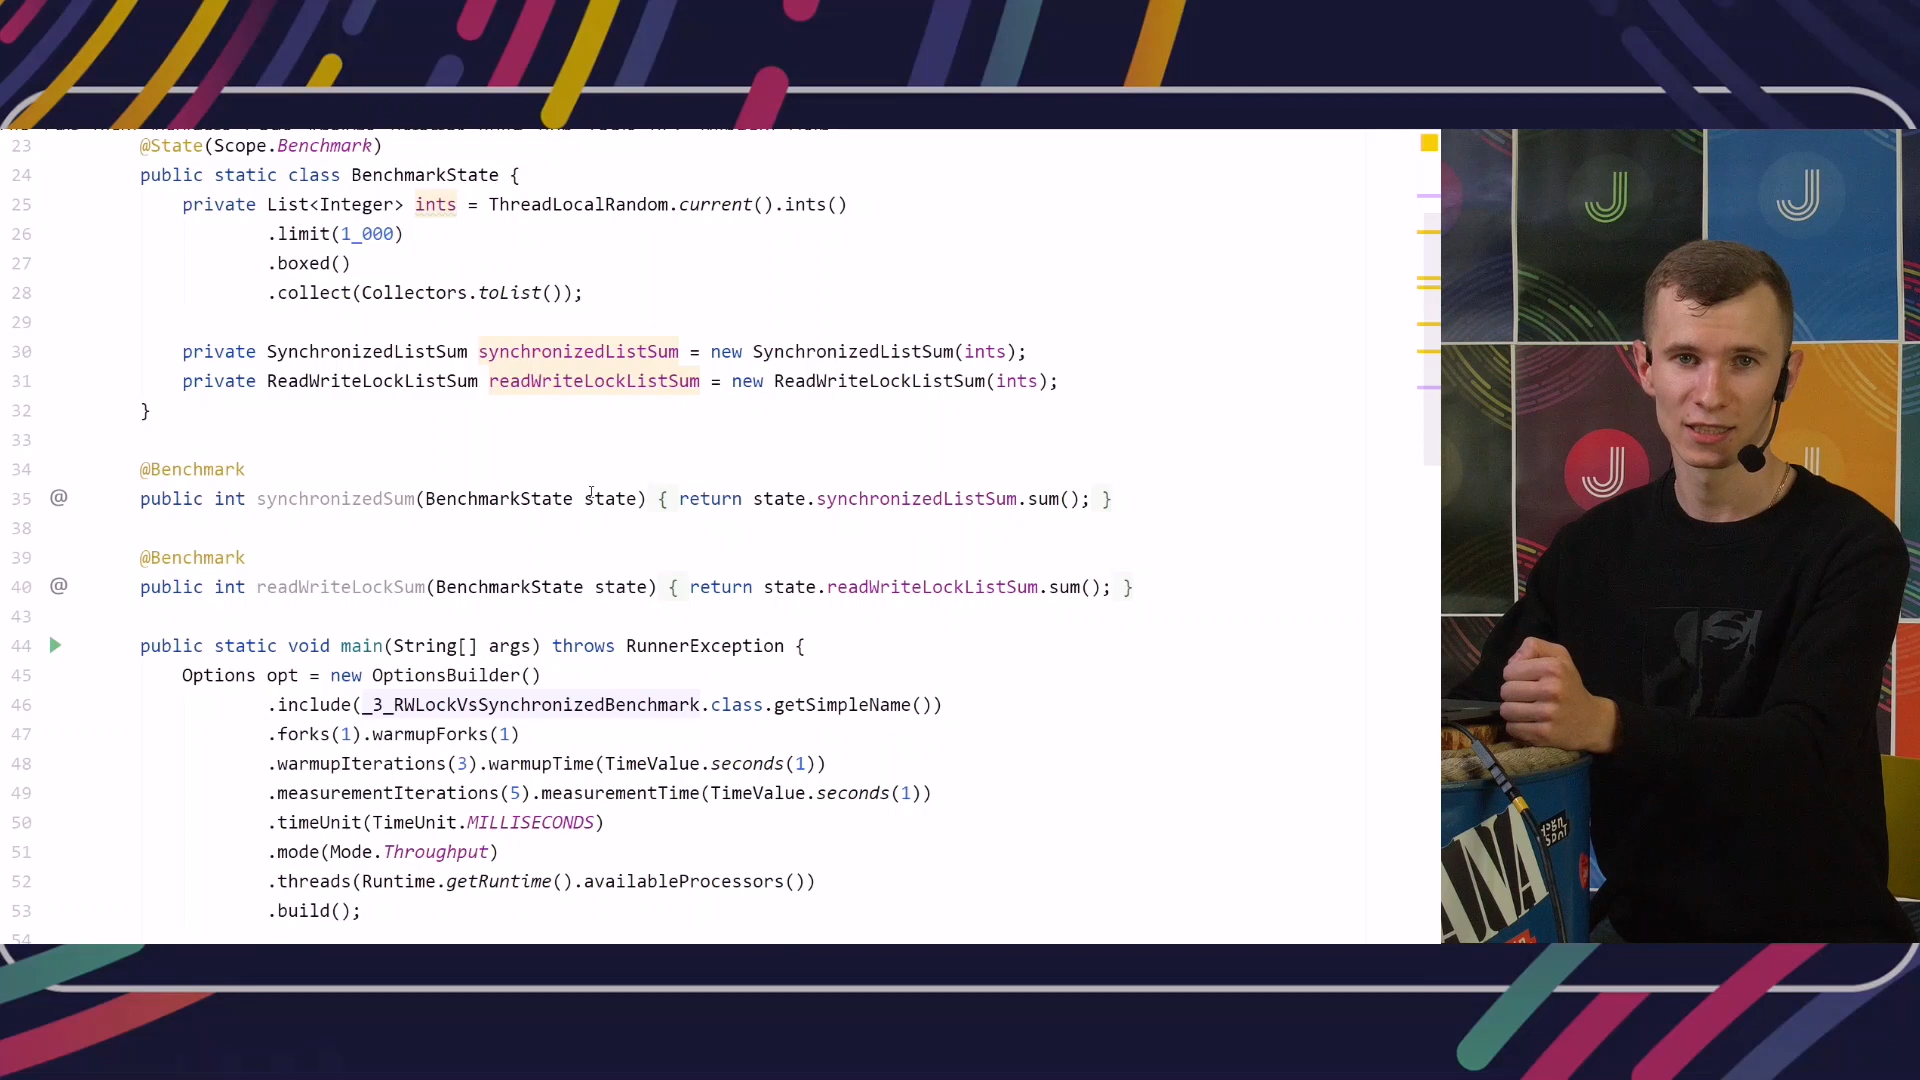 23 @State(Scope.Benchmark)
24 public static class BenchmarkState {
25 private List<Integer> ints = ThreadLocalRandom.current().ints()
26 .limit(1_000)
27 .boxed()
28 .collect(Collectors.toList());
29
30 private SynchronizedListSum synchronizedListSum = new SynchronizedListSum(ints);
31 private ReadWriteLockListSum readWriteLockListSum = new ReadWriteLockListSum(ints);
32 }
33
34 @Benchmark
35 @ public int synchronizedSum(BenchmarkState state) { return state.synchronizedListSum.sum(); }
38
39 @Benchmark
40 @ public int readWriteLockSum(BenchmarkState state) { return state.readWriteLockListSum.sum(); }
43
44 public static void main(String[] args) throws RunnerException {
45 Options opt = new OptionsBuilder()
46 .include(_3_RWLockVsSynchronizedBenchmark.class.getSimpleName())
47 .forks(1).warmupForks(1)
48 .warmupIterations(3).warmupTime(TimeValue.seconds(1))
49 .measurementIterations(5).measurementTime(TimeValue.seconds(1))
50 .timeUnit(TimeUnit.MILLISECONDS)
51 .mode(Mode.Throughput)
52 .threads(Runtime.getRuntime().availableProcessors())
53 .build();
54